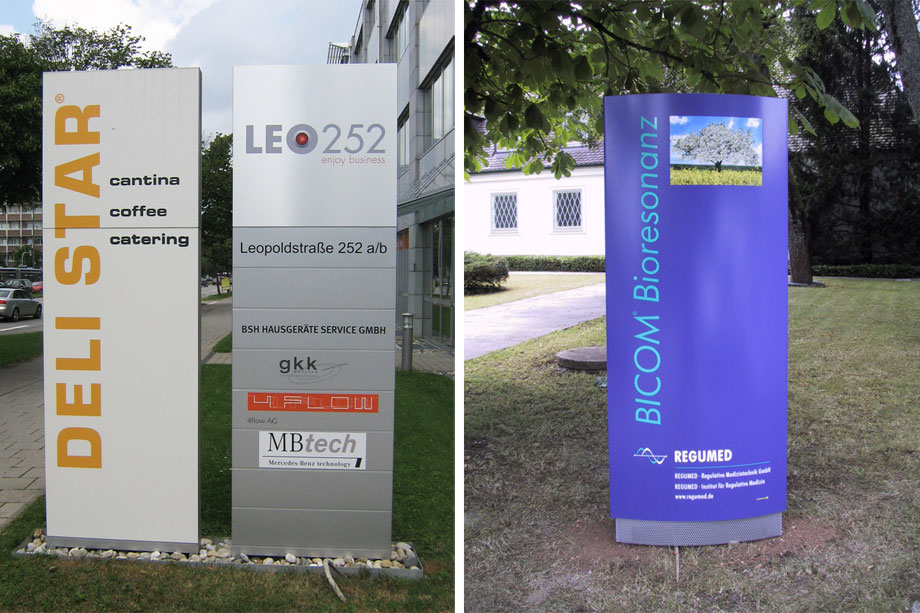 DELI STAR®
cantina
coffee
catering
LEO252
enjoy business
Leopoldstraße 252 a/b
BSH HAUSGERÄTE SERVICE GMBH
gkk
4FLOW
4flow AG
MBtech
Mercedes-Benz technology
BICOM® Bioresonanz
REGUMED
REGUMED · Regulative Medizintechnik GmbH
REGUMED · Institut für Regulative Medizin
www.regumed.de